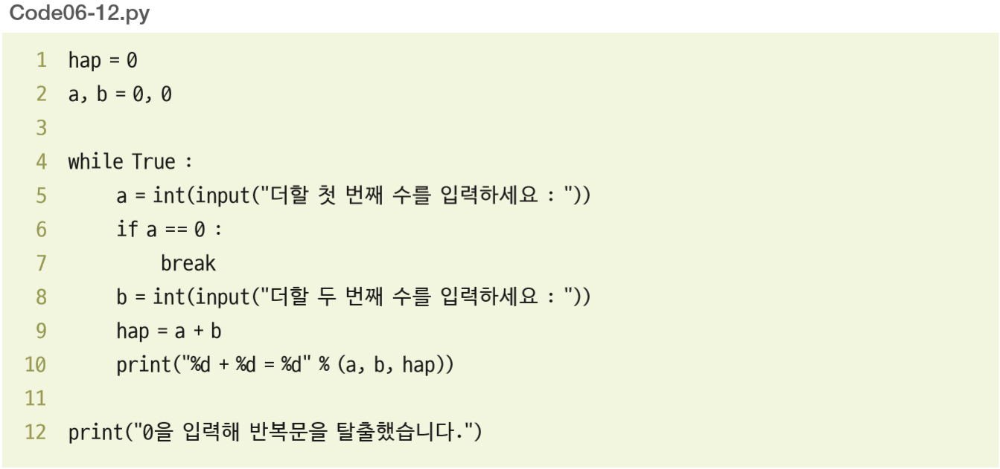 Code06-12.py
1 hap = 0
2 a, b = 0, 0
3
4 while True :
5     a = int(input("더할 첫 번째 수를 입력하세요 : "))
6     if a == 0 :
7         break
8     b = int(input("더할 두 번째 수를 입력하세요 : "))
9     hap = a + b
10     print("%d + %d = %d" % (a, b, hap))
11
12 print("0을 입력해 반복문을 탈출했습니다.")